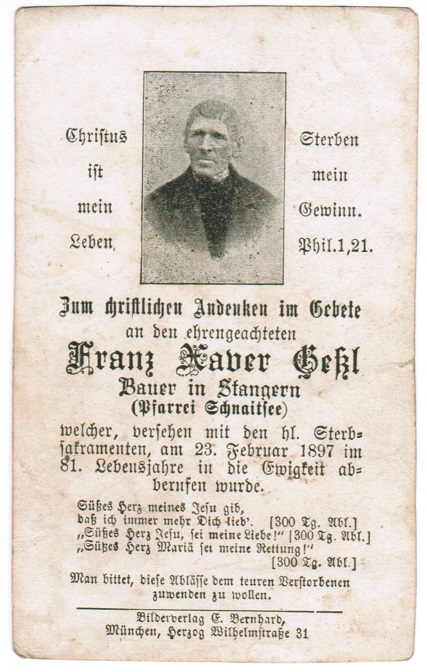 Christus
ist
mein
Leben,
Sterben
mein
Gewinn.
Phil. 1, 21.
Zum christlichen Andenken im Gebete
an den ehrengeachteten
Franz Xaver Geßl
Bauer in Stangern
(Pfarrei Schnaitsee)
welcher, versehen mit den hl. Sterb-
sakramenten, am 23. Februar 1897 im
81. Lebensjahre in die Ewigkeit ab-
berufen wurde.
Süßes Herz meines Jesu gib,
daß ich immer mehr Dich lieb'. [300 Tg. Abl.]
„Süßes Herz Jesu, sei meine Liebe!" [300 Tg. Abl.]
„Süßes Herz Mariä sei meine Rettung!"
[300 Tg. Abl.]
Man bittet, diese Ablässe dem teuren Verstorbenen
zuwenden zu wollen.
Bilderverlag E. Bernhard,
München, Herzog Wilhelmstraße 31